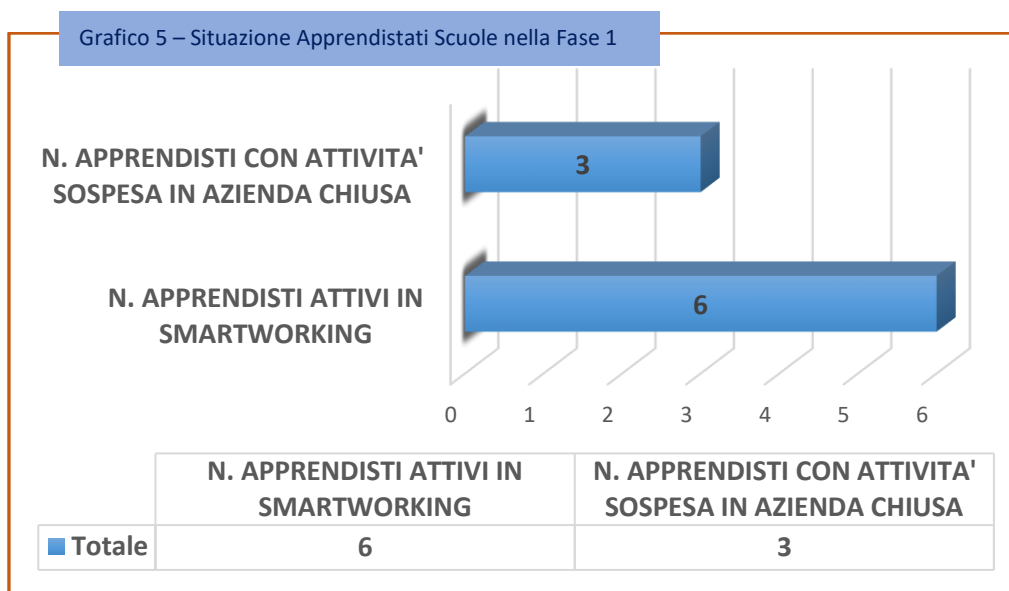 Grafico 5 – Situazione Apprendistati Scuole nella Fase 1
N. APPRENDISTI CON ATTIVITA'
SOSPESA IN AZIENDA CHIUSA
3
N. APPRENDISTI ATTIVI IN
SMARTWORKING
6
0 1 2 3 4 5 6
N. APPRENDISTI ATTIVI IN
SMARTWORKING
N. APPRENDISTI CON ATTIVITA'
SOSPESA IN AZIENDA CHIUSA
Totale 6 3